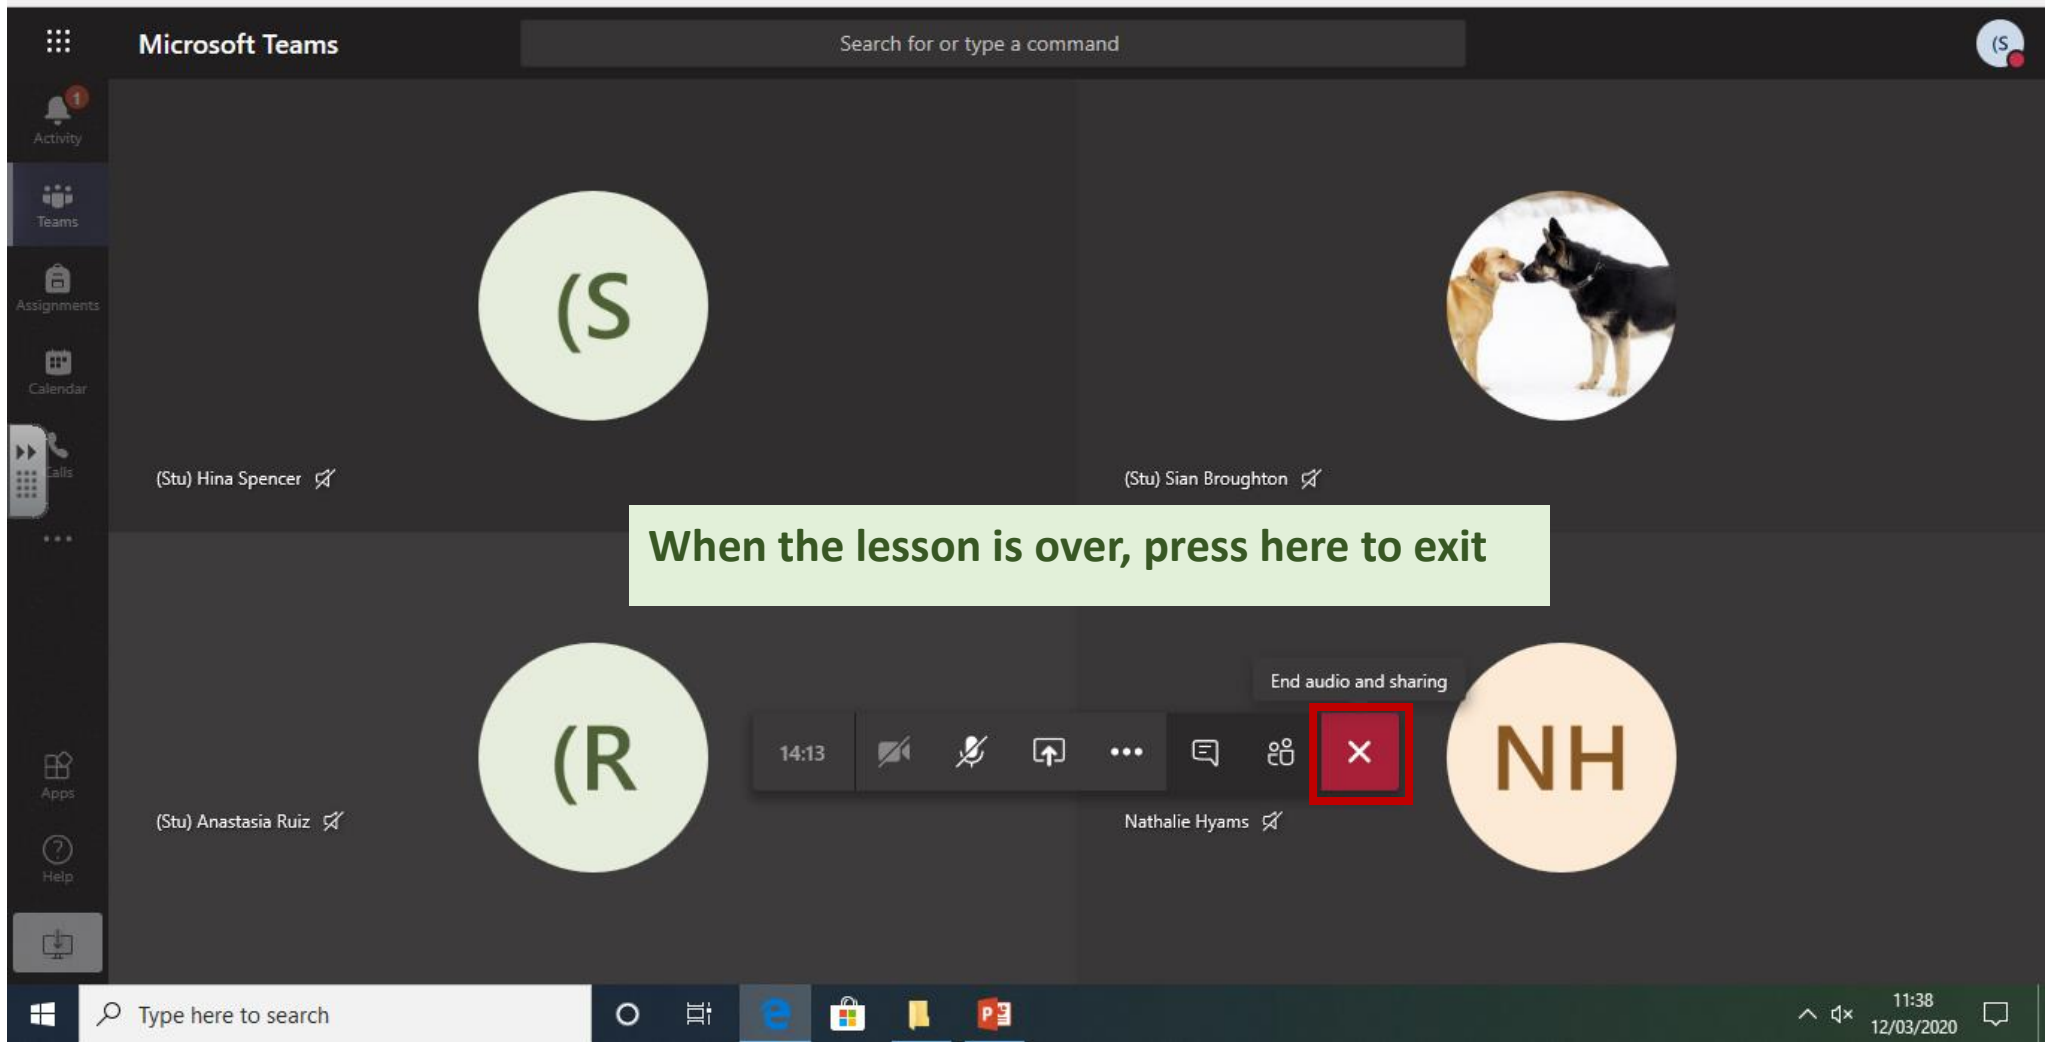 Microsoft Teams
Search for or type a command
(S
1
Activity
Teams
Assignments
Calendar
Calls
(S
(Stu) Hina Spencer
(Stu) Sian Broughton
When the lesson is over, press here to exit
End audio and sharing
(R
14:13
NH
(Stu) Anastasia Ruiz
Nathalie Hyams
Apps
Help
Type here to search
11:38
12/03/2020